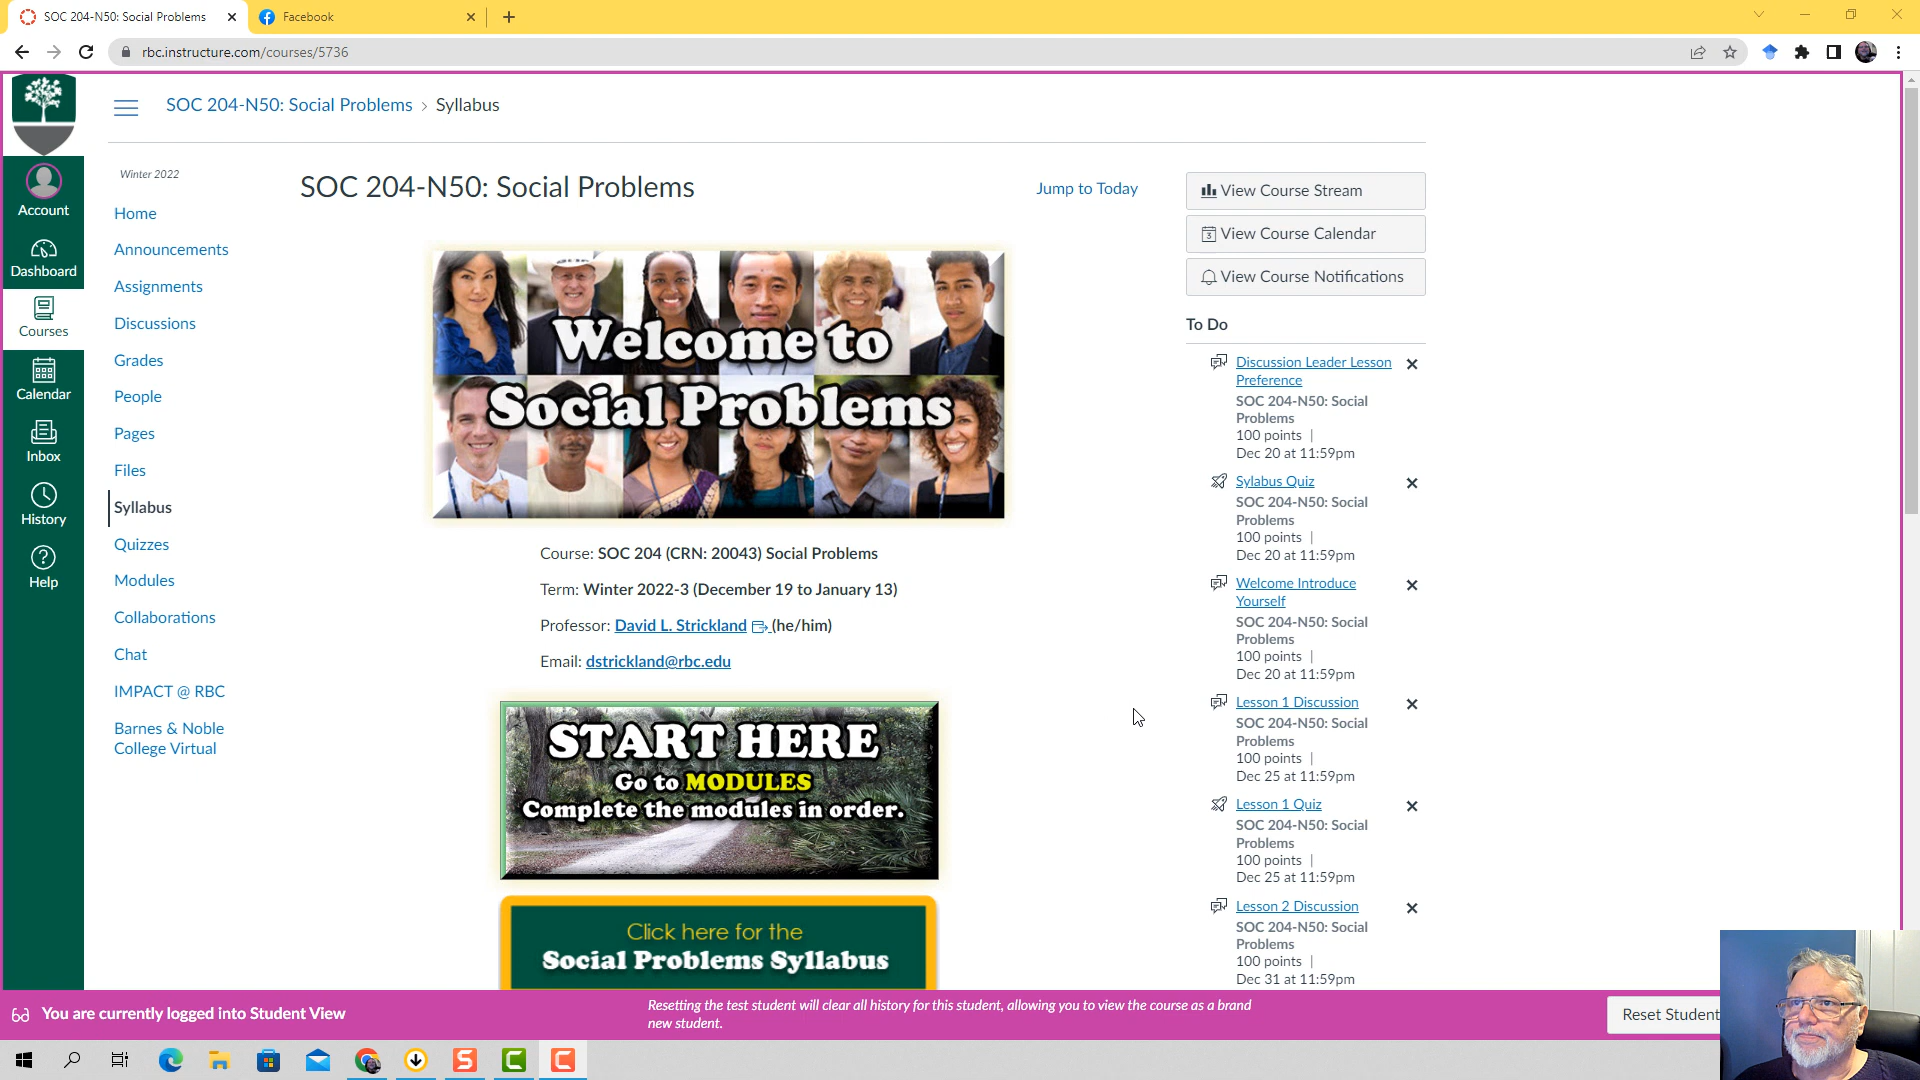 SOC 204-N50: Social Problems
Facebook
rbc.instructure.com/courses/5736
SOC 204-N50: Social Problems > Syllabus
Account
Dashboard
Courses
Calendar
Inbox
History
Help
Winter 2022
Home
Announcements
Assignments
Discussions
Grades
People
Pages
Files
Syllabus
Quizzes
Modules
Collaborations
Chat
IMPACT @ RBC
Barnes & Noble
College Virtual
SOC 204-N50: Social Problems
Jump to Today
Welcome to
Social Problems
Course: SOC 204 (CRN: 20043) Social Problems
Term: Winter 2022-3 (December 19 to January 13)
Professor: David L. Strickland (he/him)
Email: dstrickland@rbc.edu
START HERE
Go to MODULES
Complete the modules in order.
Click here for the
Social Problems Syllabus
View Course Stream
3 View Course Calendar
View Course Notifications
To Do
Discussion Leader Lesson
Preference
SOC 204-N50: Social
Problems
100 points |
Dec 20 at 11:59pm
Sylabus Quiz
SOC 204-N50: Social
Problems
100 points |
Dec 20 at 11:59pm
Welcome Introduce
Yourself
SOC 204-N50: Social
Problems
100 points |
Dec 20 at 11:59pm
Lesson 1 Discussion
SOC 204-N50: Social
Problems
100 points |
Dec 25 at 11:59pm
Lesson 1 Quiz
SOC 204-N50: Social
Problems
100 points |
Dec 25 at 11:59pm
Lesson 2 Discussion
SOC 204-N50: Social
Problems
100 points |
Dec 31 at 11:59pm
You are currently logged into Student View
Resetting the test student will clear all history for this student, allowing you to view the course as a brand
new student.
Reset Student
S
C
C